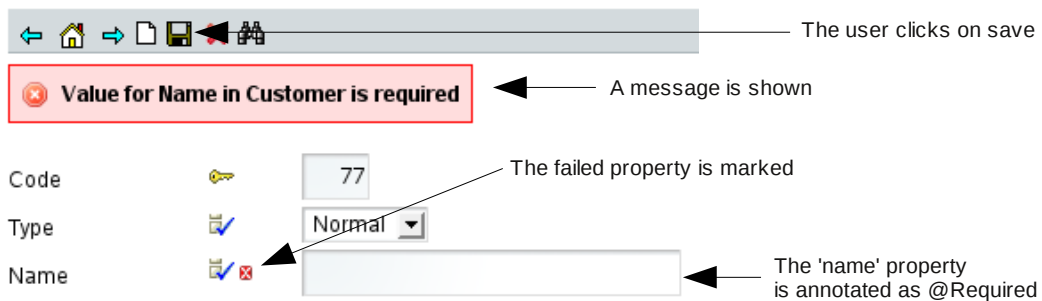 The user clicks on save
Value for Name in Customer is required
A message is shown
The failed property is marked
Code 77
Type Normal
Name
The 'name' property
is annotated as @Required